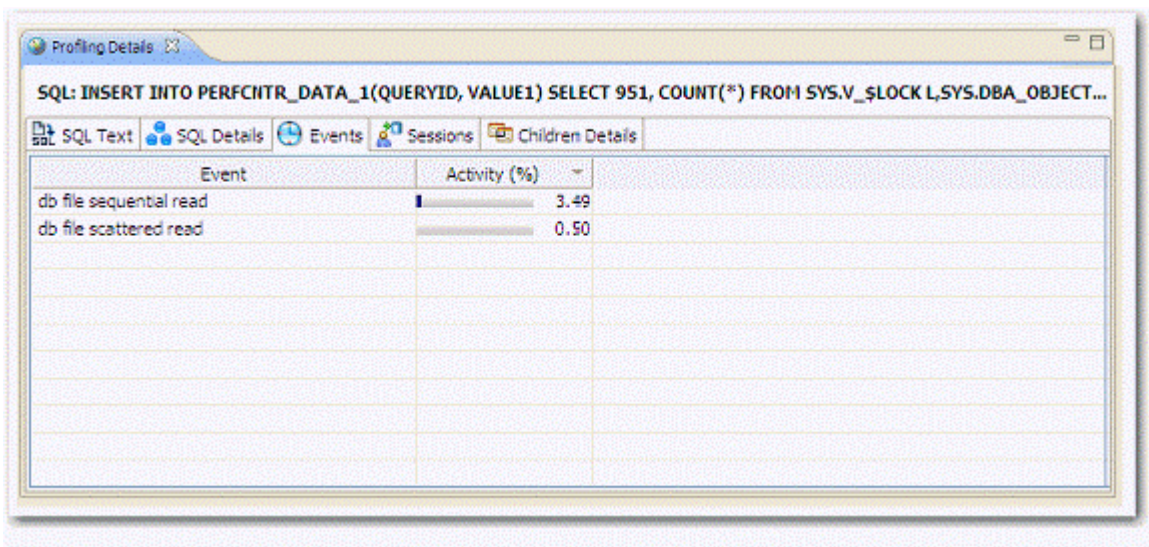 Profiling Details
SQL: INSERT INTO PERFCNTR_DATA_1(QUERYID, VALUE1) SELECT 951, COUNT(*) FROM SYS.V_$LOCK L,SYS.DBA_OBJECT...
SQL Text SQL Details Events Sessions Children Details
Event Activity (%)
db file sequential read 3.49
db file scattered read 0.50